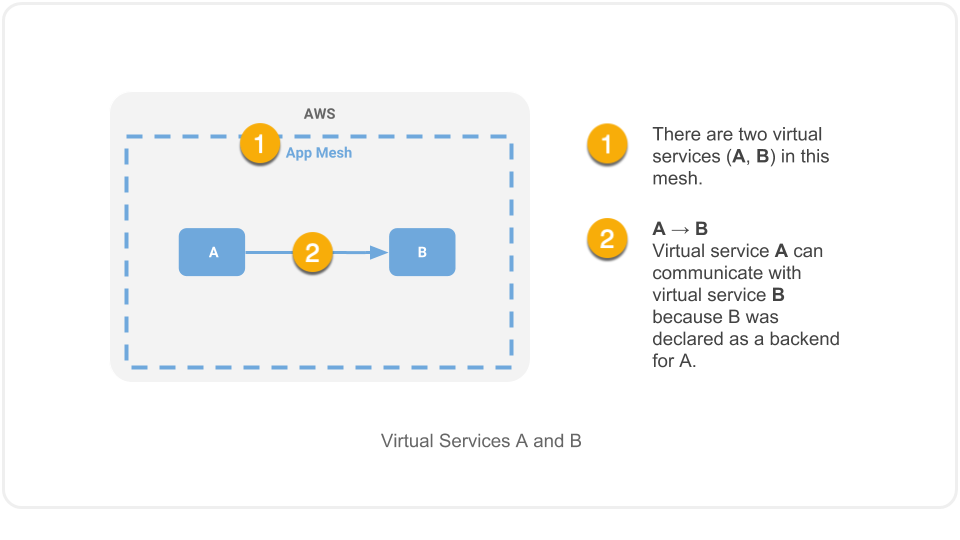 AWS
1
App Mesh
A
2
B
1
There are two virtual
services (A, B) in this
mesh.
2
A → B
Virtual service A can
communicate with
virtual service B
because B was
declared as a backend
for A.
Virtual Services A and B